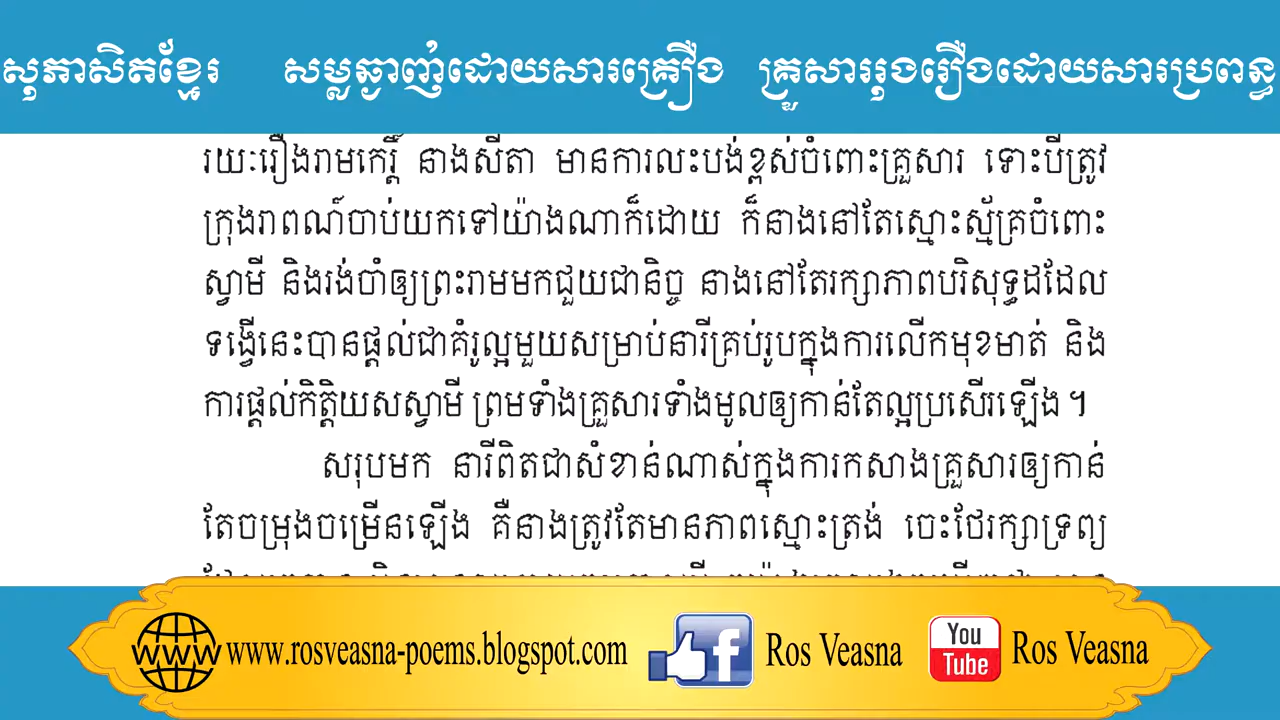 សុភាសិតខ្មែរ សម្លឆ្ងាញ់ដោយសារគ្រឿង គ្រួសាររុងរឿងដោយសារប្រពន្ធ
រយៈរឿងរាមកេរ្តិ៍ នាងសីតា មានការលះបង់ខ្ពស់ចំពោះគ្រួសារ ទោះបីត្រូវ
ក្រុងរាពណ៍ចាប់យកទៅយ៉ាងណាក៏ដោយ ក៏នាងនៅតែស្មោះស្ម័គ្រចំពោះ
ស្វាមី និងរង់ចាំឲ្យព្រះរាមមកជួយជានិច្ច នាងនៅតែរក្សាភាពបរិសុទ្ធដដែល
ទង្វើនេះបានផ្តល់ជាគំរូល្អមួយសម្រាប់នារីគ្រប់រូបក្នុងការលើកមុខមាត់ និង
ការផ្តល់កិត្តិយសស្វាមី ព្រមទាំងគ្រួសារទាំងមូលឲ្យកាន់តែល្អប្រសើរឡើង ។
សរុបមក នារីពិតជាសំខាន់ណាស់ក្នុងការកសាងគ្រួសារឲ្យកាន់
តែចម្រុងចម្រើនឡើង គឺនាងត្រូវតែមានភាពស្មោះត្រង់ ចេះថែរក្សាទ្រព្យ
www www.rosveasna-poems.blogspot.com f Ros Veasna You Tube Ros Veasna